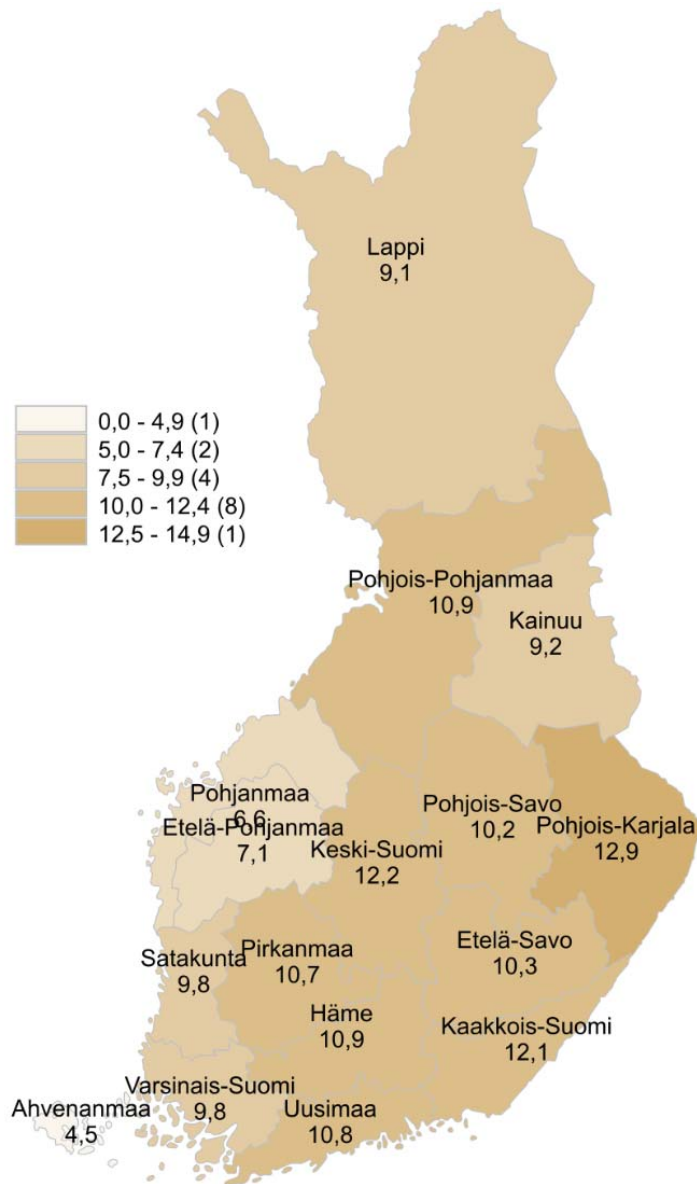 Lappi
9,1
0,0 - 4,9 (1)
5,0 - 7,4 (2)
7,5 - 9,9 (4)
10,0 - 12,4 (8)
12,5 - 14,9 (1)
Pohjois-Pohjanmaa
10,9
Kainuu
9,2
Pohjanmaa
6,6
Etelä-Pohjanmaa
7,1
Keski-Suomi
12,2
Pohjois-Savo
10,2
Pohjois-Karjala
12,9
Satakunta
9,8
Pirkanmaa
10,7
Etelä-Savo
10,3
Häme
10,9
Kaakkois-Suomi
12,1
Varsinais-Suomi
9,8
Ahvenanmaa
4,5
Uusimaa
10,8